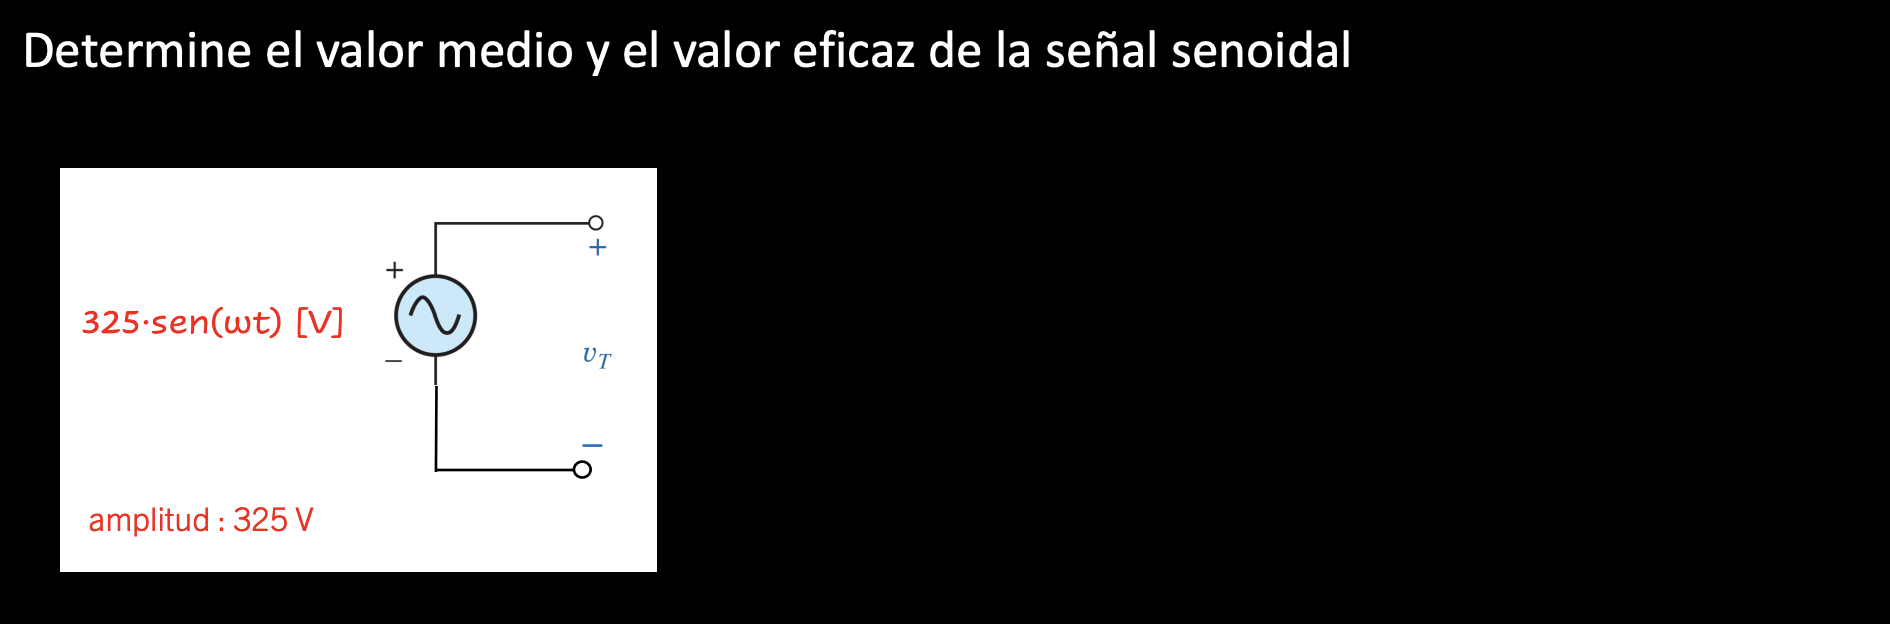 Determine el valor medio y el valor eficaz de la señal senoidal
+
+
325·sen(ωt) [V]
−
v_T
−
amplitud : 325 V